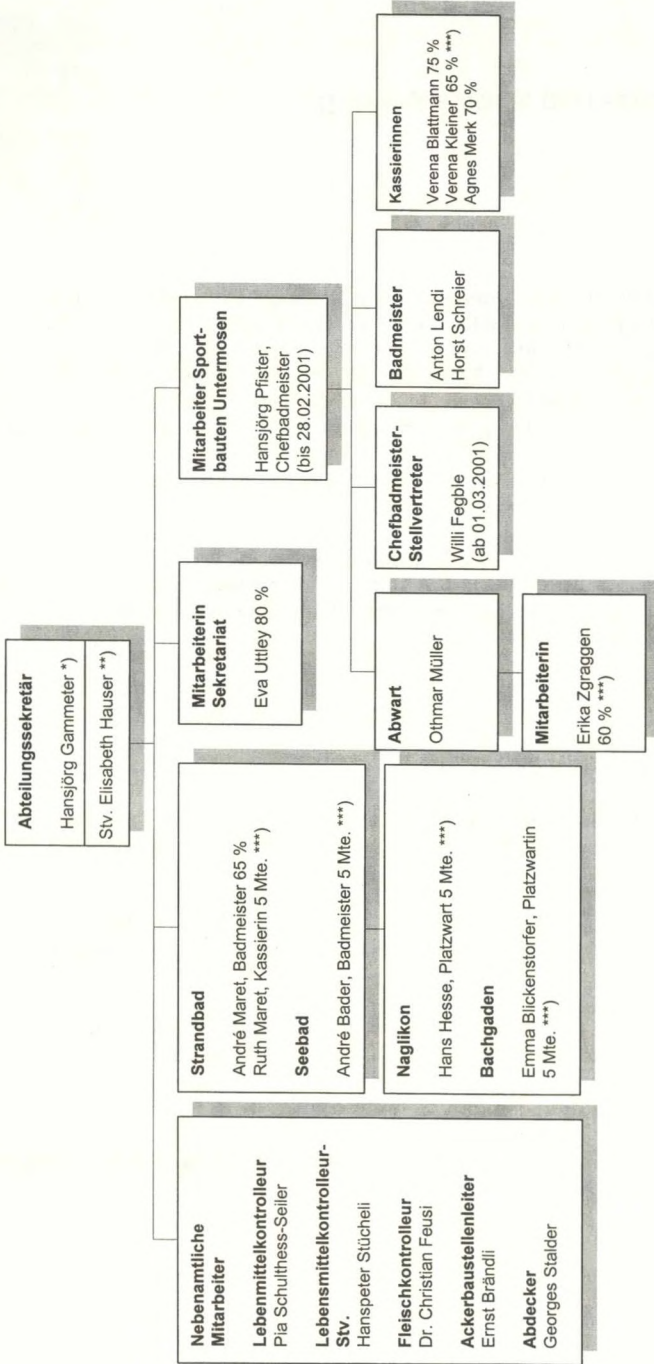 Abteilungssekretär
Hansjörg Gammeter *)
Stv. Elisabeth Hauser **)
Nebenamtliche
Mitarbeiter
Lebenmittelkontrolleur
Pia Schulthess-Seiler
Lebensmittelkontrolleur-
Stv.
Hanspeter Stücheli
Fleischkontrolleur
Dr. Christian Feusi
Ackerbaustellenleiter
Ernst Brändli
Abdecker
Georges Stalder
Strandbad
André Maret, Badmeister 65 %
Ruth Maret, Kassierin 5 Mte. ***)
Seebad
André Bader, Badmeister 5 Mte. ***)
Naglikon
Hans Hesse, Platzwart 5 Mte. ***)
Bachgaden
Emma Blickenstorfer, Platzwartin
5 Mte. ***)
Mitarbeiterin
Sekretariat
Eva Uttley 80 %
Mitarbeiter Sport-
bauten Untermosen
Hansjörg Pfister,
Chefbadmeister
(bis 28.02.2001)
Abwart
Othmar Müller
Mitarbeiterin
Erika Zgraggen
60 % ***)
Chefbadmeister-
Stellvertreter
Willi Fegble
(ab 01.03.2001)
Badmeister
Anton Lendi
Horst Schreier
Kassierinnen
Verena Blattmann 75 %
Verena Kleiner 65 % ***)
Agnes Merk 70 %